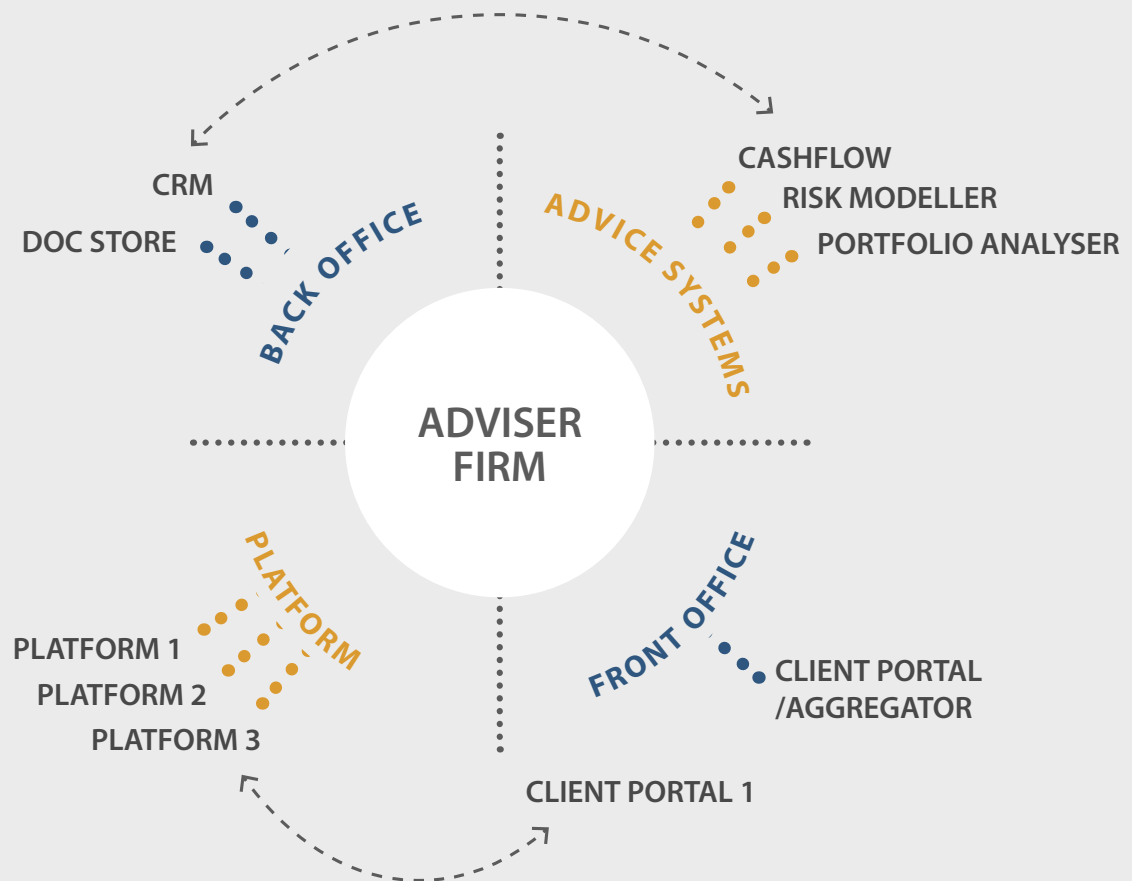 CRM
DOC STORE
BACK OFFICE
CASHFLOW
RISK MODELLER
PORTFOLIO ANALYSER
ADVICE SYSTEMS
ADVISER
FIRM
PLATFORM
PLATFORM 1
PLATFORM 2
PLATFORM 3
FRONT OFFICE
CLIENT PORTAL
/AGGREGATOR
CLIENT PORTAL 1